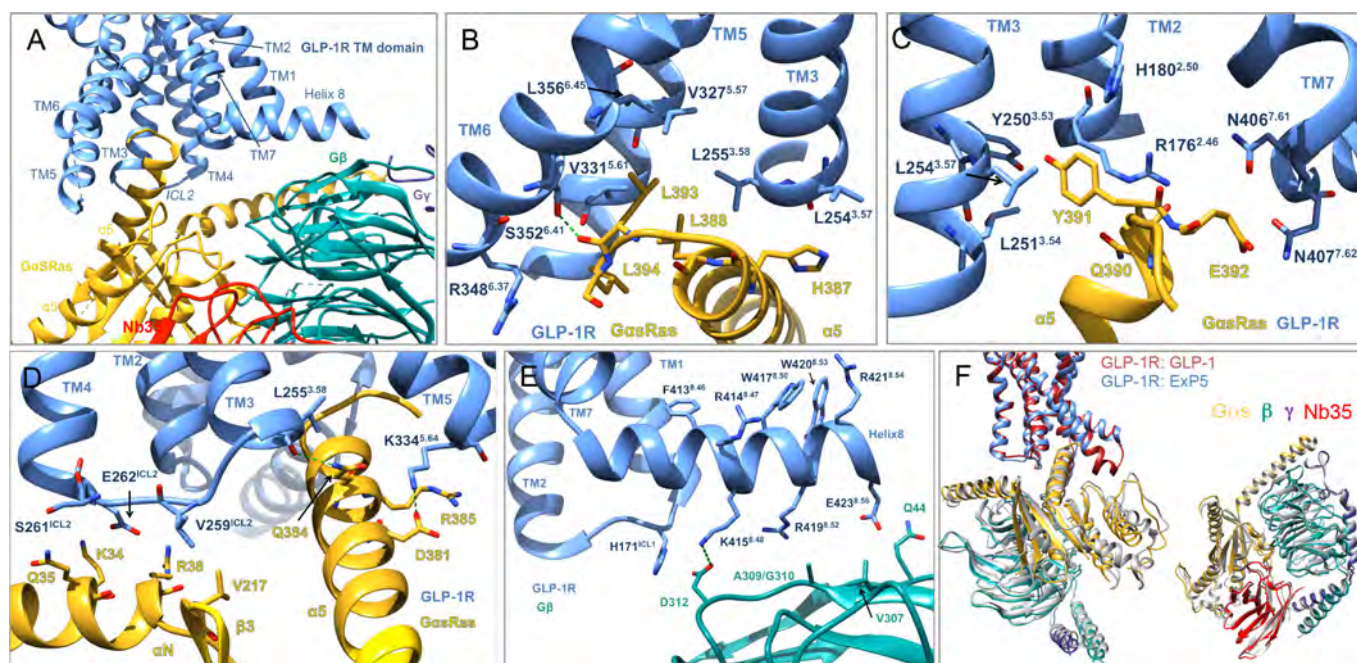 A
TM2
GLP-1R TM domain
TM1
TM6
Helix 8
TM3
TM7
TM5
TM4
Gβ
ICL2
Gγ
α5
GαSRas
α5
Nb35
B
TM5
TM3
L356^6.45
V327^5.57
TM6
V331^5.61
L255^3.58
L393
L388
L254^3.57
S352^6.41
L394
H387
R348^6.37
GLP-1R
GαsRas
α5
C
TM3
TM2
H180^2.50
TM7
Y250^3.53
N406^7.61
R176^2.46
L254^3.57
Y391
L251^3.54
N407^7.62
Q390
E392
α5
GαsRas
GLP-1R
D
TM2
TM4
TM3
L255^3.58
TM5
K334^5.64
E262^ICL2
S261^ICL2
V259^ICL2
R385
Q384
K34
D381
Q35
R38
V217
GLP-1R
α5
β3
GαsRas
αN
E
TM1
W420^8.53
W417^8.50
R421^8.54
F413^8.46
R414^8.47
TM7
Helix8
TM2
E423^8.56
Q44
R419^8.52
H171^ICL1
K415^8.48
A309/G310
GLP-1R
D312
Gβ
V307
F
GLP-1R: GLP-1
GLP-1R: ExP5
Gαs β γ Nb35